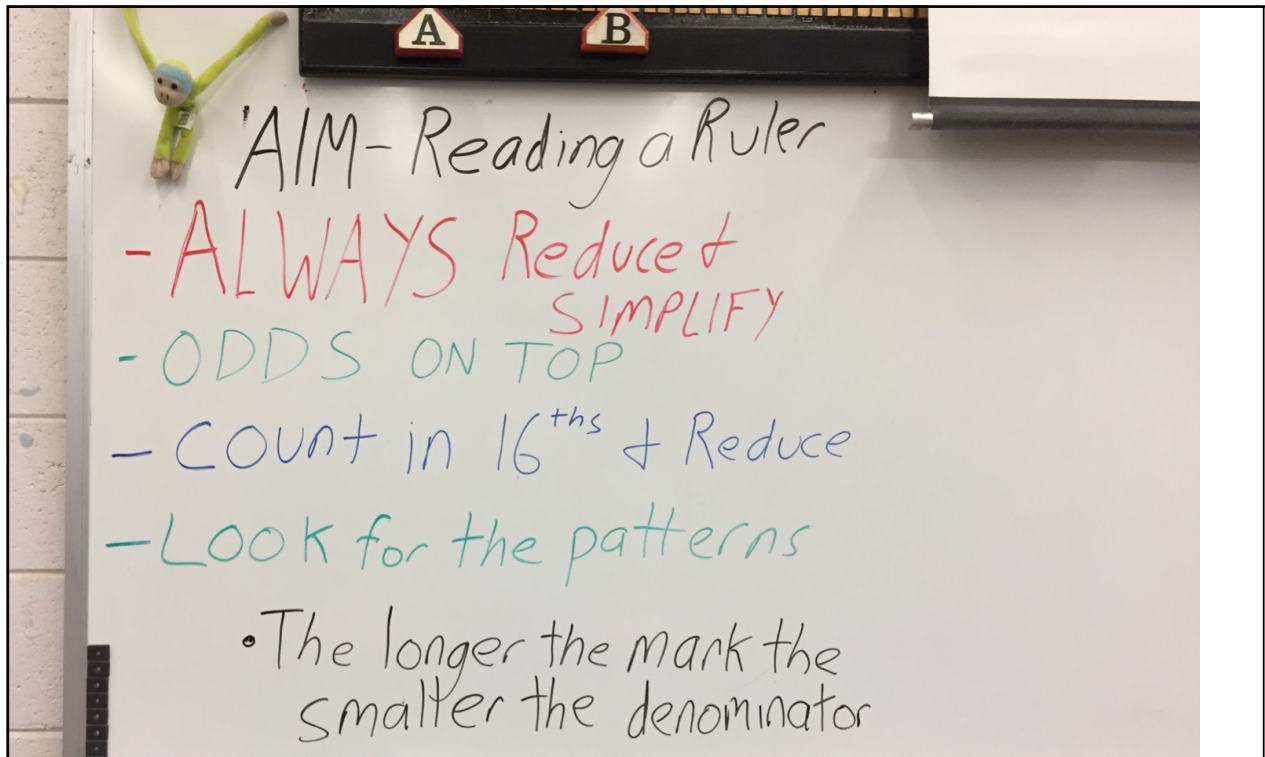 A B
AIM - Reading a Ruler
- ALWAYS Reduce &
SIMPLIFY
- ODDS ON TOP
- COUNT in 16ths & Reduce
- LOOK for the patterns
• The longer the mark the
smaller the denominator